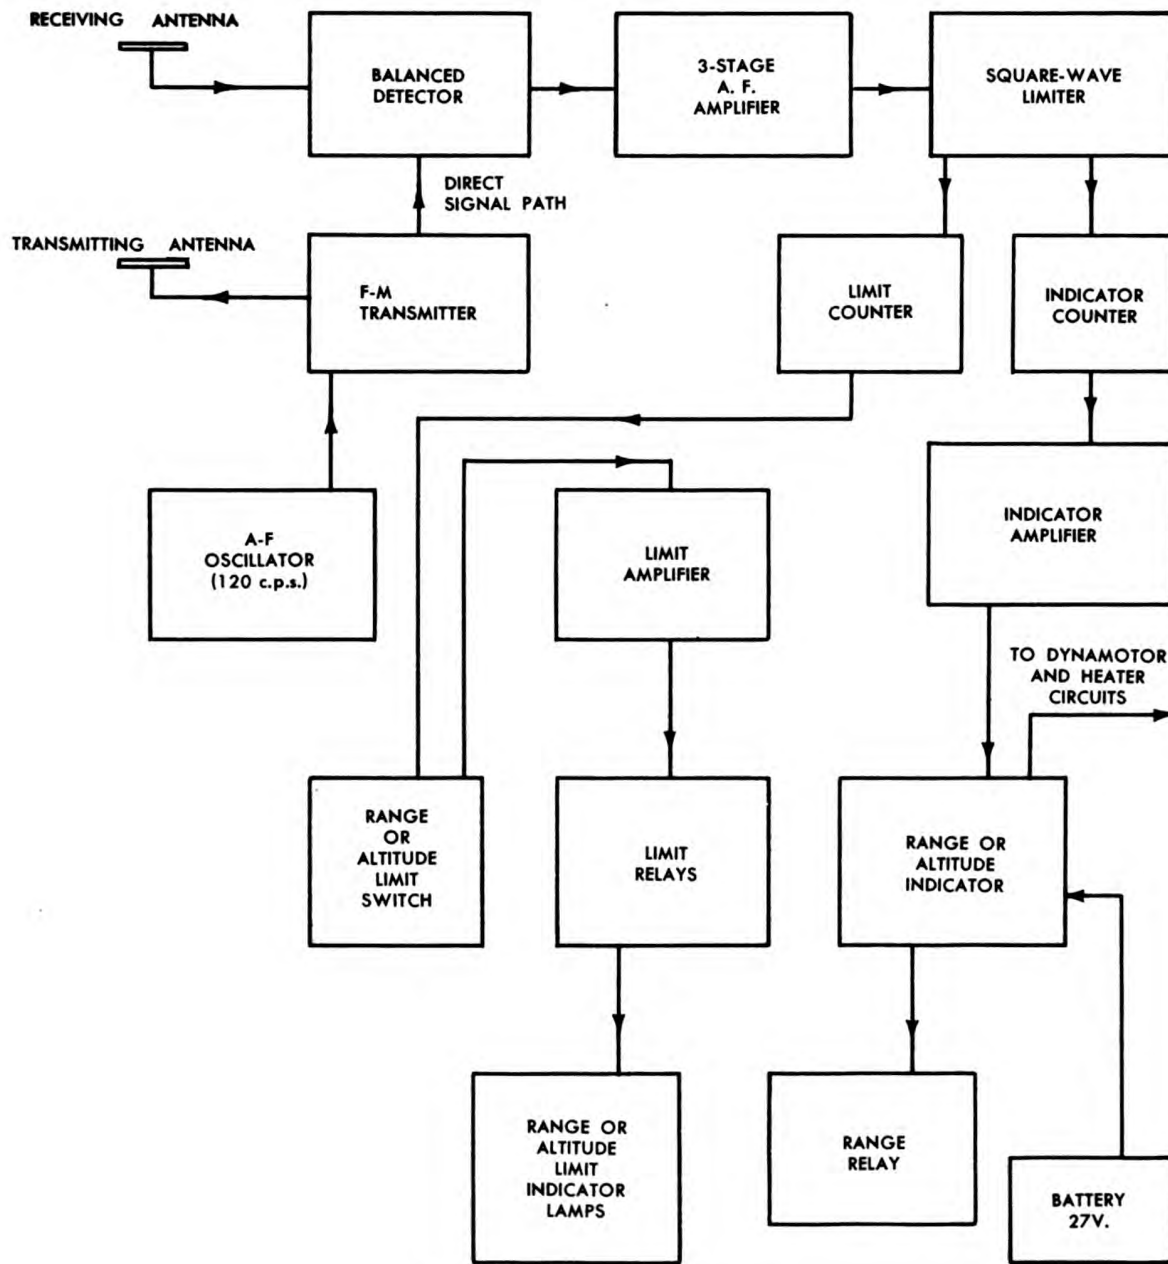 RECEIVING ANTENNA
BALANCED
DETECTOR
3-STAGE
A. F.
AMPLIFIER
SQUARE-WAVE
LIMITER
DIRECT
SIGNAL PATH
TRANSMITTING ANTENNA
F-M
TRANSMITTER
LIMIT
COUNTER
INDICATOR
COUNTER
A-F
OSCILLATOR
(120 c.p.s.)
LIMIT
AMPLIFIER
INDICATOR
AMPLIFIER
TO DYNAMOTOR
AND HEATER
CIRCUITS
RANGE
OR
ALTITUDE
LIMIT
SWITCH
LIMIT
RELAYS
RANGE OR
ALTITUDE
INDICATOR
RANGE OR
ALTITUDE
LIMIT
INDICATOR
LAMPS
RANGE
RELAY
BATTERY
27V.